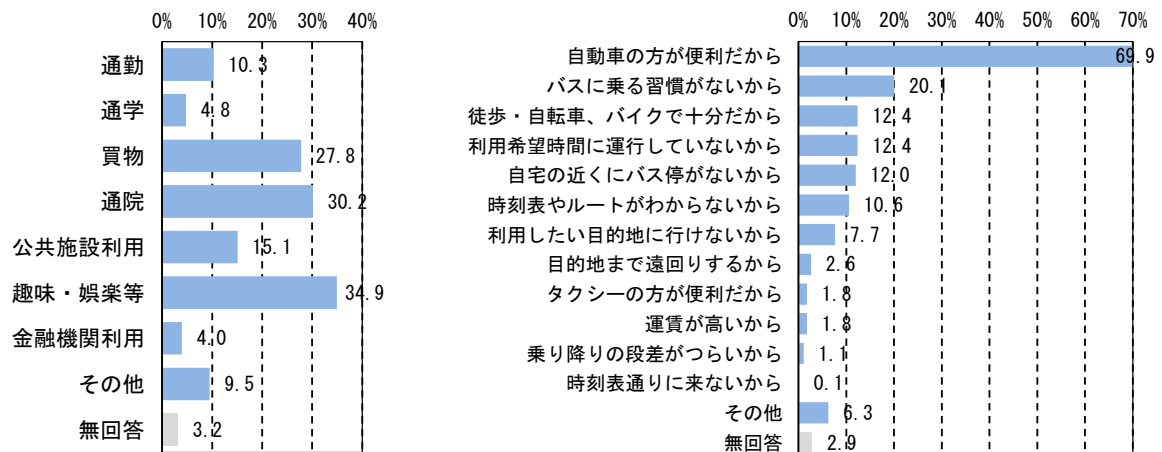 0% 10% 20% 30% 40%
通勤 10.3
通学 4.8
買物 27.8
通院 30.2
公共施設利用 15.1
趣味・娯楽等 34.9
金融機関利用 4.0
その他 9.5
無回答 3.2
0% 10% 20% 30% 40% 50% 60% 70%
自動車の方が便利だから 69.9
バスに乗る習慣がないから 20.1
徒歩・自転車、バイクで十分だから 12.4
利用希望時間に運行していないから 12.4
自宅の近くにバス停がないから 12.0
時刻表やルートがわからないから 10.6
利用したい目的地に行けないから 7.7
目的地まで遠回りするから 2.6
タクシーの方が便利だから 1.8
運賃が高いから 1.8
乗り降りの段差がつらいから 1.1
時刻表通りに来ないから 0.1
その他 6.3
無回答 2.9